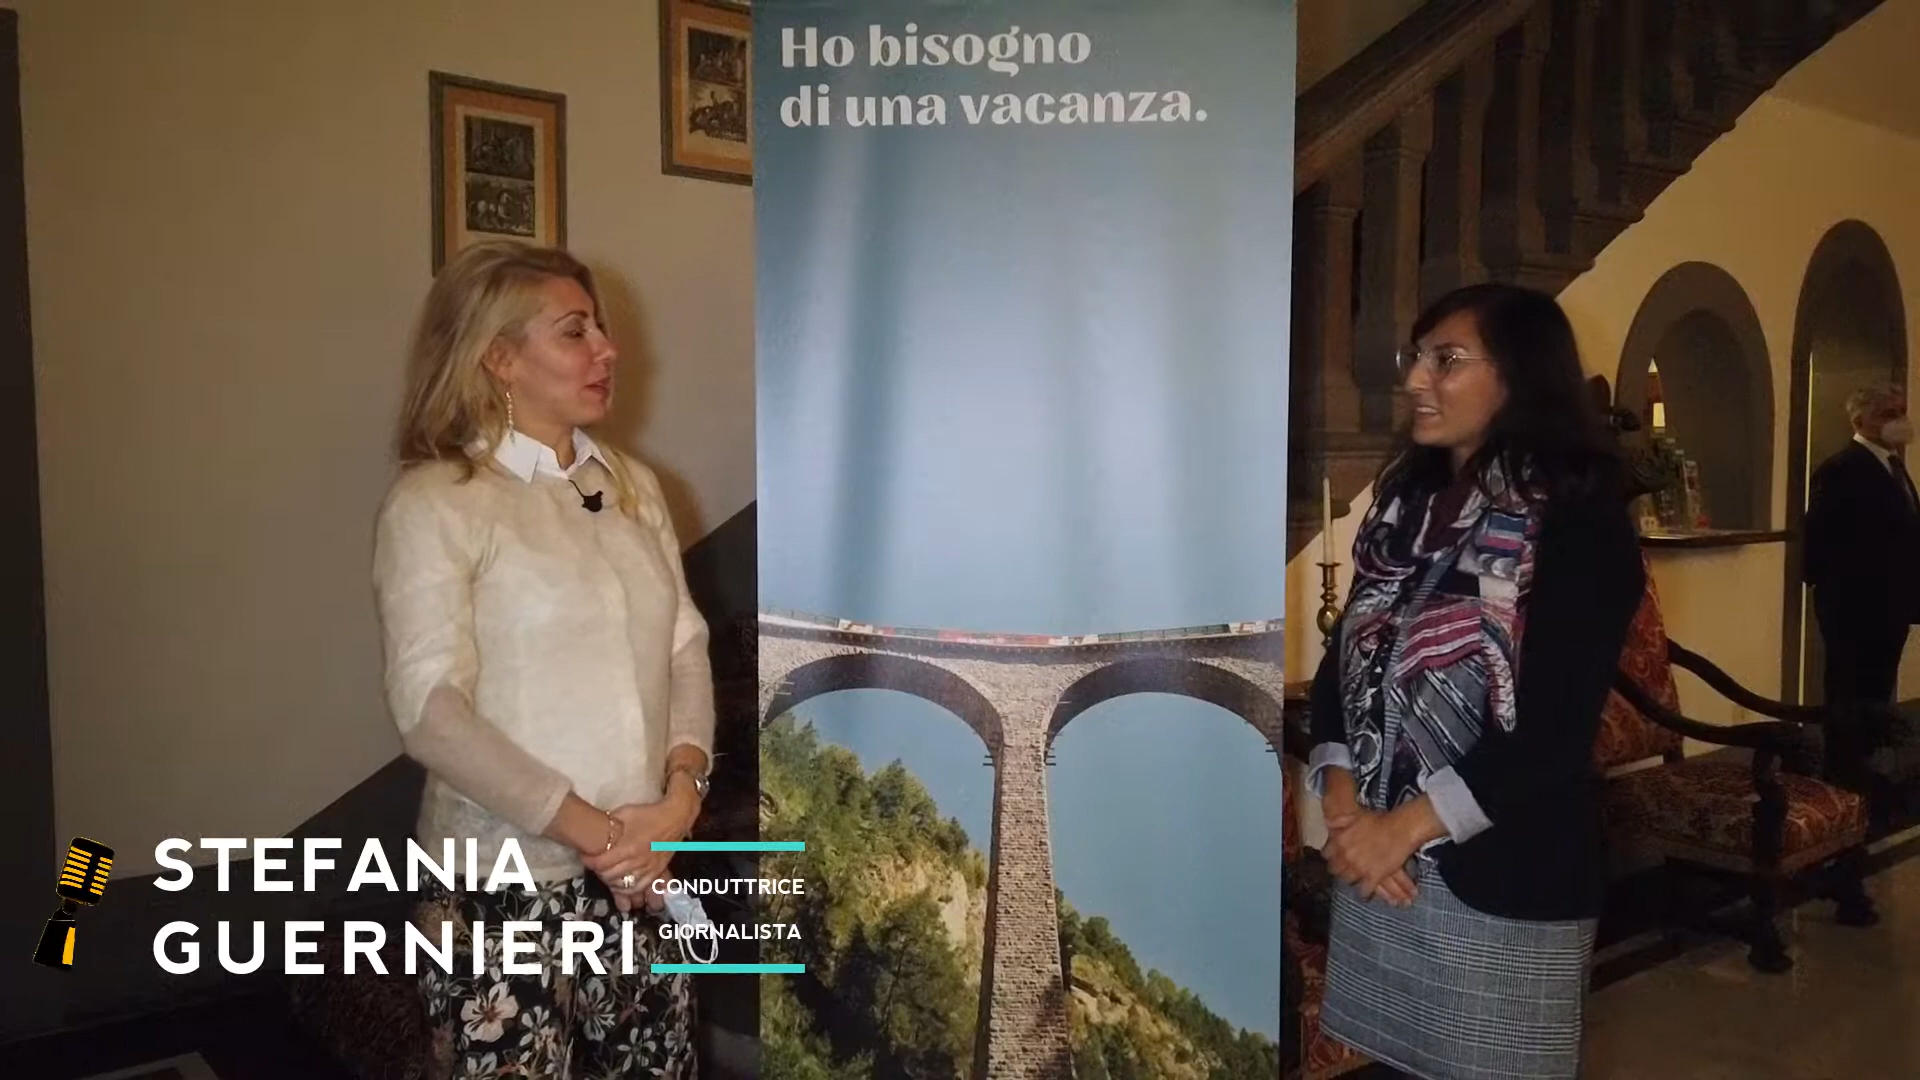 Ho bisogno
di una vacanza.
STEFANIA
GUERNIERI
CONDUTTRICE
GIORNALISTA